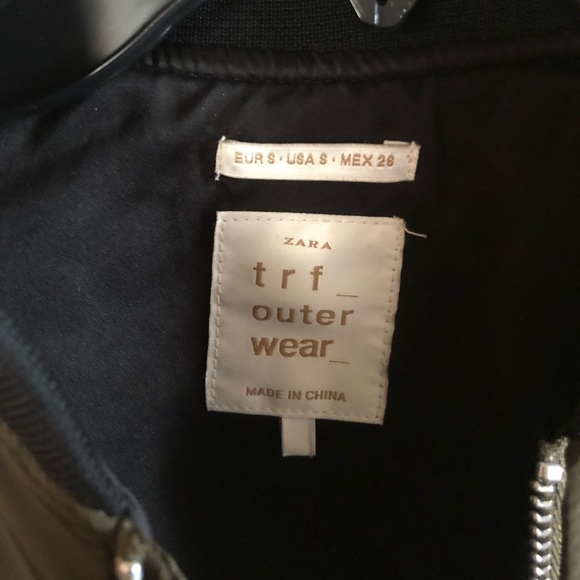 EUR S • USA S • MEX 26
ZARA
trf_
outer
wear_
MADE IN CHINA